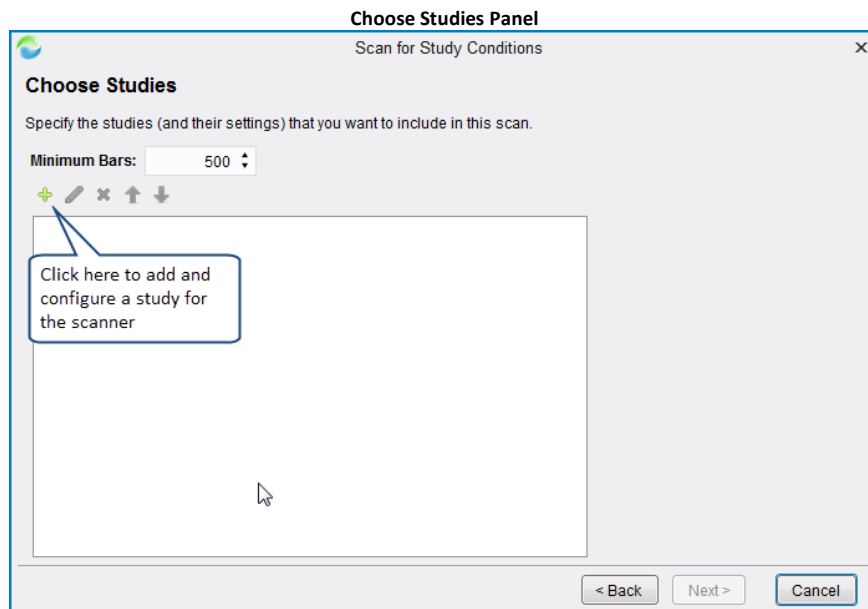 Choose Studies Panel
Scan for Study Conditions
Choose Studies
Specify the studies (and their settings) that you want to include in this scan.
Minimum Bars: 500
Click here to add and
configure a study for
the scanner
< Back Next > Cancel